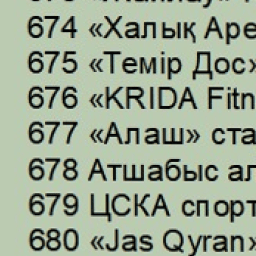 674 «Халық Аре
675 «Темір Дос»
676 «KRIDA Fitn
677 «Алаш» ста
678 Атшабыс ал
679 ЦСКА спорт
680 «Jas Qyran»